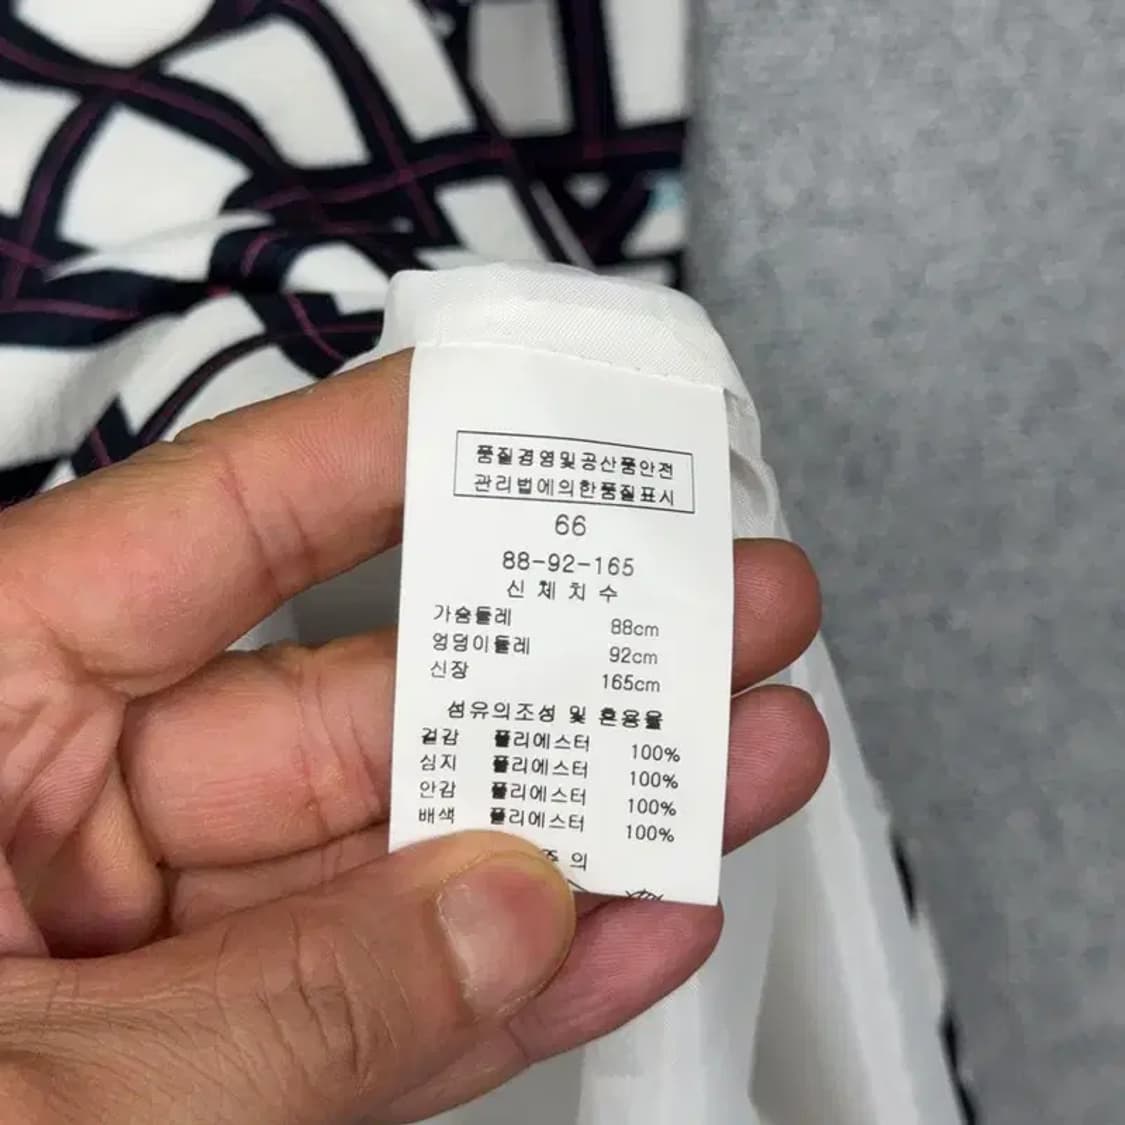 품질경영및공산품안전
관리법에의한품질표시
66
88-92-165
신체치수
가슴둘레 88cm
엉덩이둘레 92cm
신장 165cm
섬유의조성 및 혼용율
겉감 폴리에스터 100%
심지 폴리에스터 100%
안감 폴리에스터 100%
배색 폴리에스터 100%
의